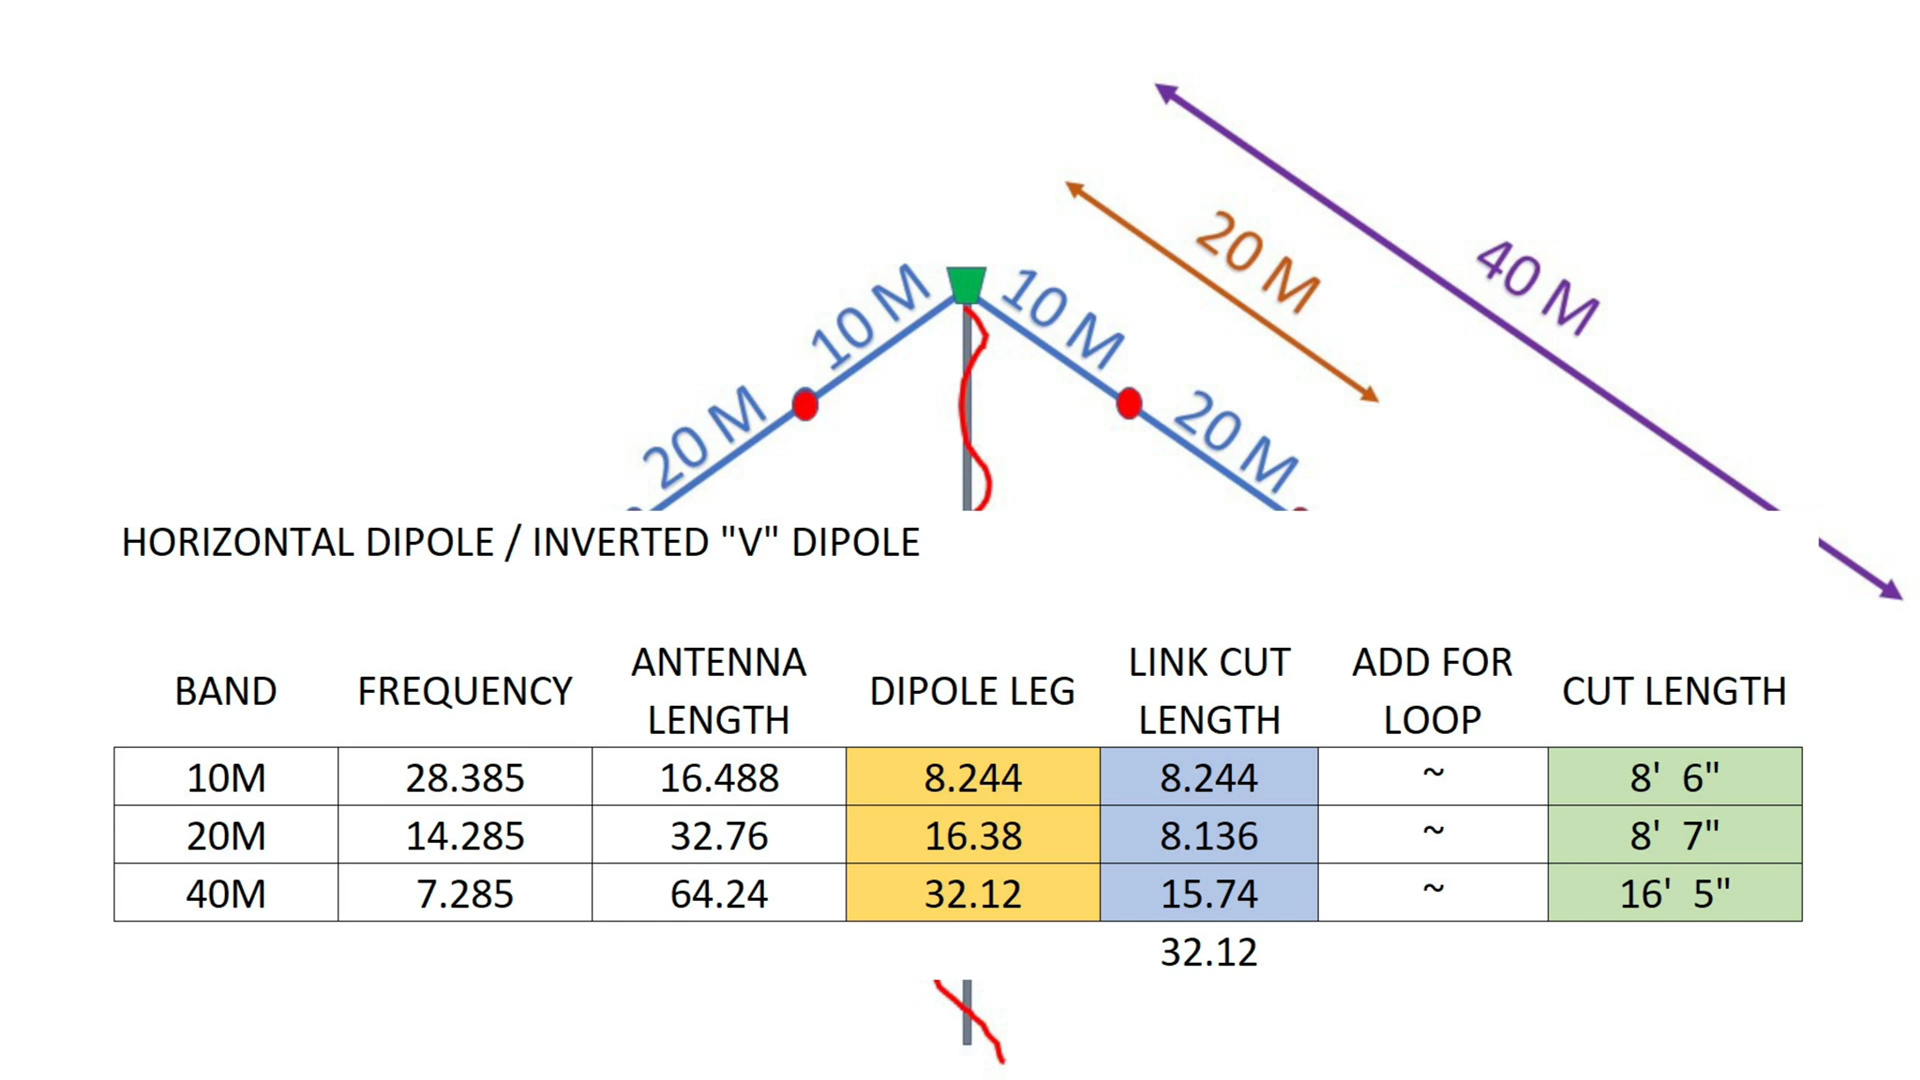 40 M
20 M
10 M
10 M
20 M
20 M
HORIZONTAL DIPOLE / INVERTED "V" DIPOLE
BAND FREQUENCY ANTENNA LENGTH DIPOLE LEG LINK CUT LENGTH ADD FOR LOOP CUT LENGTH
10M 28.385 16.488 8.244 8.244 ~ 8' 6"
20M 14.285 32.76 16.38 8.136 ~ 8' 7"
40M 7.285 64.24 32.12 15.74 ~ 16' 5"
32.12